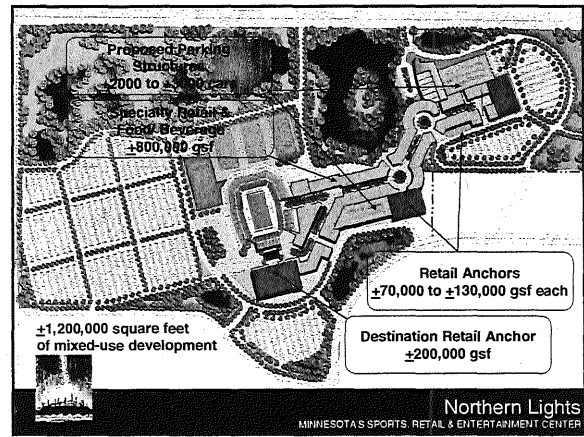 Proposed Parking
Structures
±2000 to ±3000 cars
Specialty Retail &
Food/ Beverage
±800,000 gsf
Retail Anchors
±70,000 to ±130,000 gsf each
±1,200,000 square feet
of mixed-use development
Destination Retail Anchor
±200,000 gsf
Northern Lights
MINNESOTA'S SPORTS, RETAIL & ENTERTAINMENT CENTER